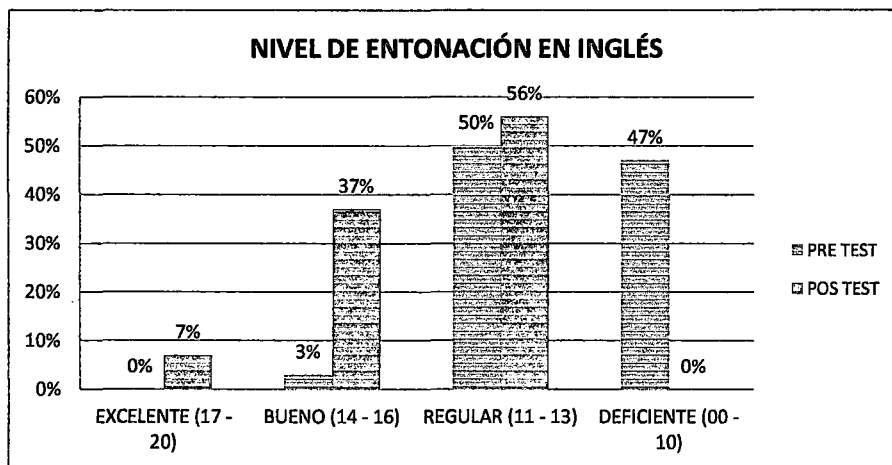 NIVEL DE ENTONACIÓN EN INGLÉS
60%
50%
40%
30%
20%
10%
0%
0%
7%
3%
37%
50%
56%
47%
0%
PRE TEST
POS TEST
EXCELENTE (17 -
20)
BUENO (14 - 16)
REGULAR (11 - 13)
DEFICIENTE (00 -
10)